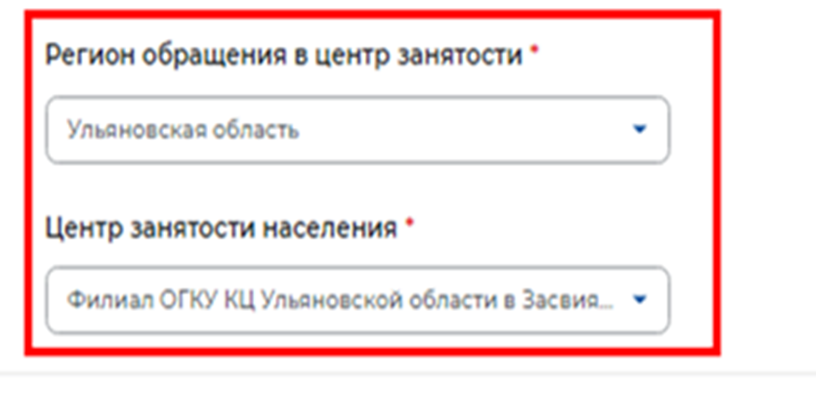 Регион обращения в центр занятости *
Ульяновская область
Центр занятости населения *
Филиал ОГКУ КЦ Ульяновской области в Засвия...